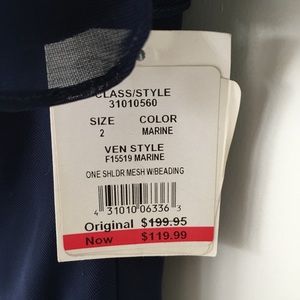 CLASS/STYLE
31010560
SIZE COLOR
2 MARINE
VEN STYLE
F15519 MARINE
ONE SHLDR MESH W/BEADING
4 31010 06336 3
Original $199.95
Now $119.99